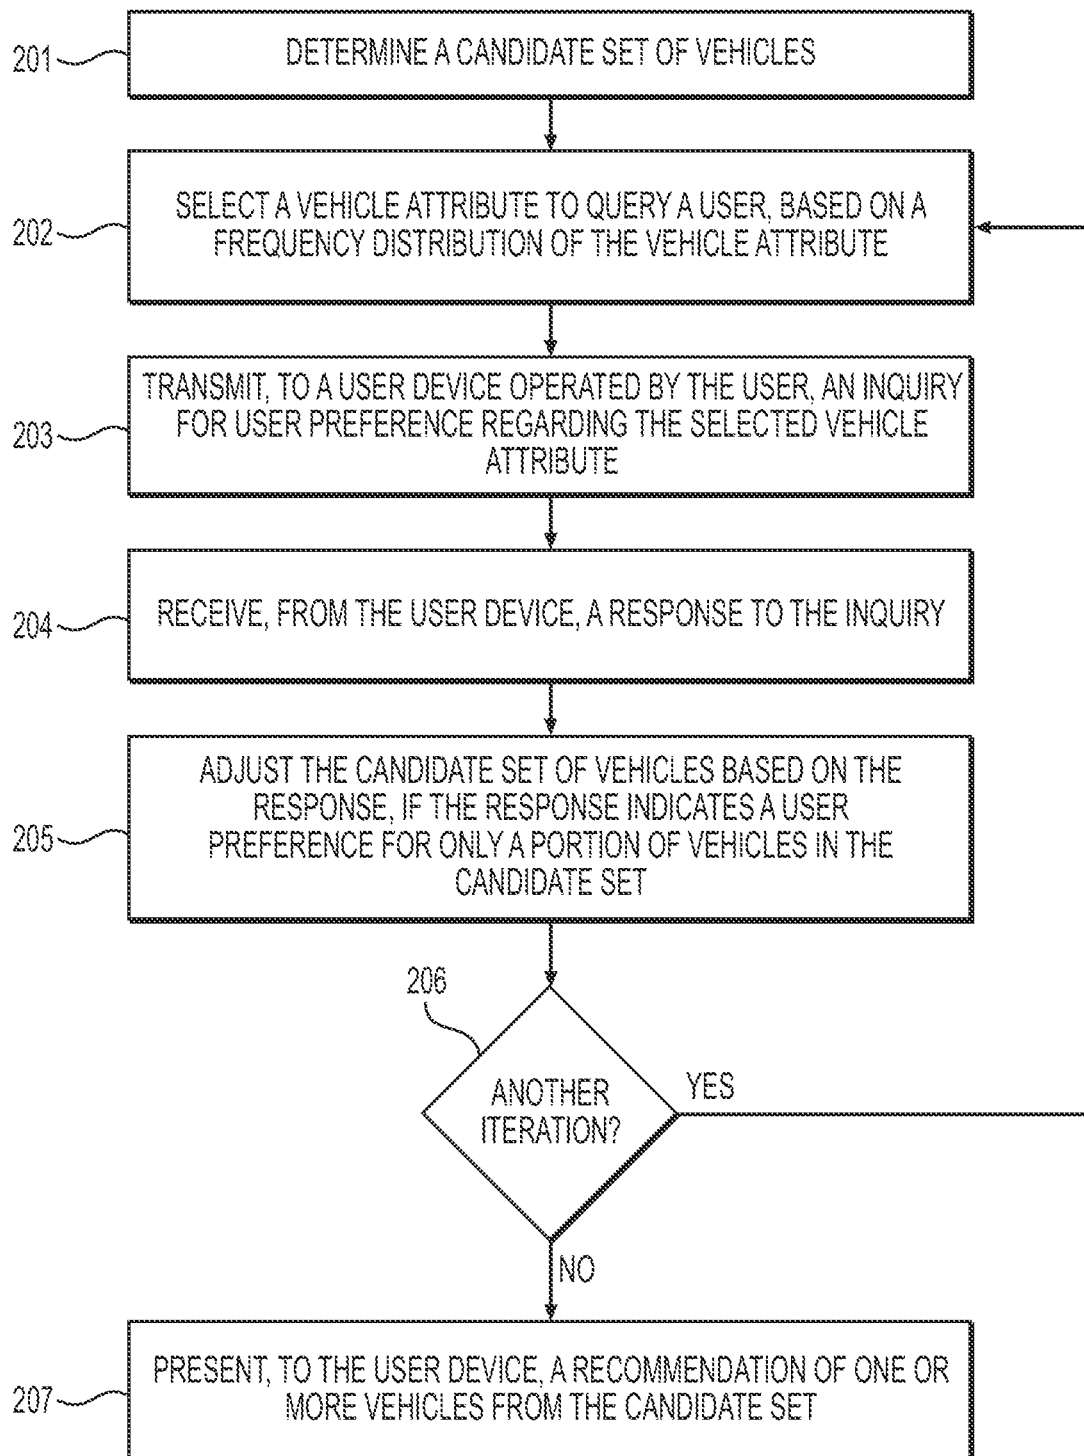 201
DETERMINE A CANDIDATE SET OF VEHICLES
202
SELECT A VEHICLE ATTRIBUTE TO QUERY A USER, BASED ON A
FREQUENCY DISTRIBUTION OF THE VEHICLE ATTRIBUTE
203
TRANSMIT, TO A USER DEVICE OPERATED BY THE USER, AN INQUIRY
FOR USER PREFERENCE REGARDING THE SELECTED VEHICLE
ATTRIBUTE
204
RECEIVE, FROM THE USER DEVICE, A RESPONSE TO THE INQUIRY
205
ADJUST THE CANDIDATE SET OF VEHICLES BASED ON THE
RESPONSE, IF THE RESPONSE INDICATES A USER
PREFERENCE FOR ONLY A PORTION OF VEHICLES IN THE
CANDIDATE SET
206
ANOTHER
ITERATION?
YES
NO
207
PRESENT, TO THE USER DEVICE, A RECOMMENDATION OF ONE OR
MORE VEHICLES FROM THE CANDIDATE SET